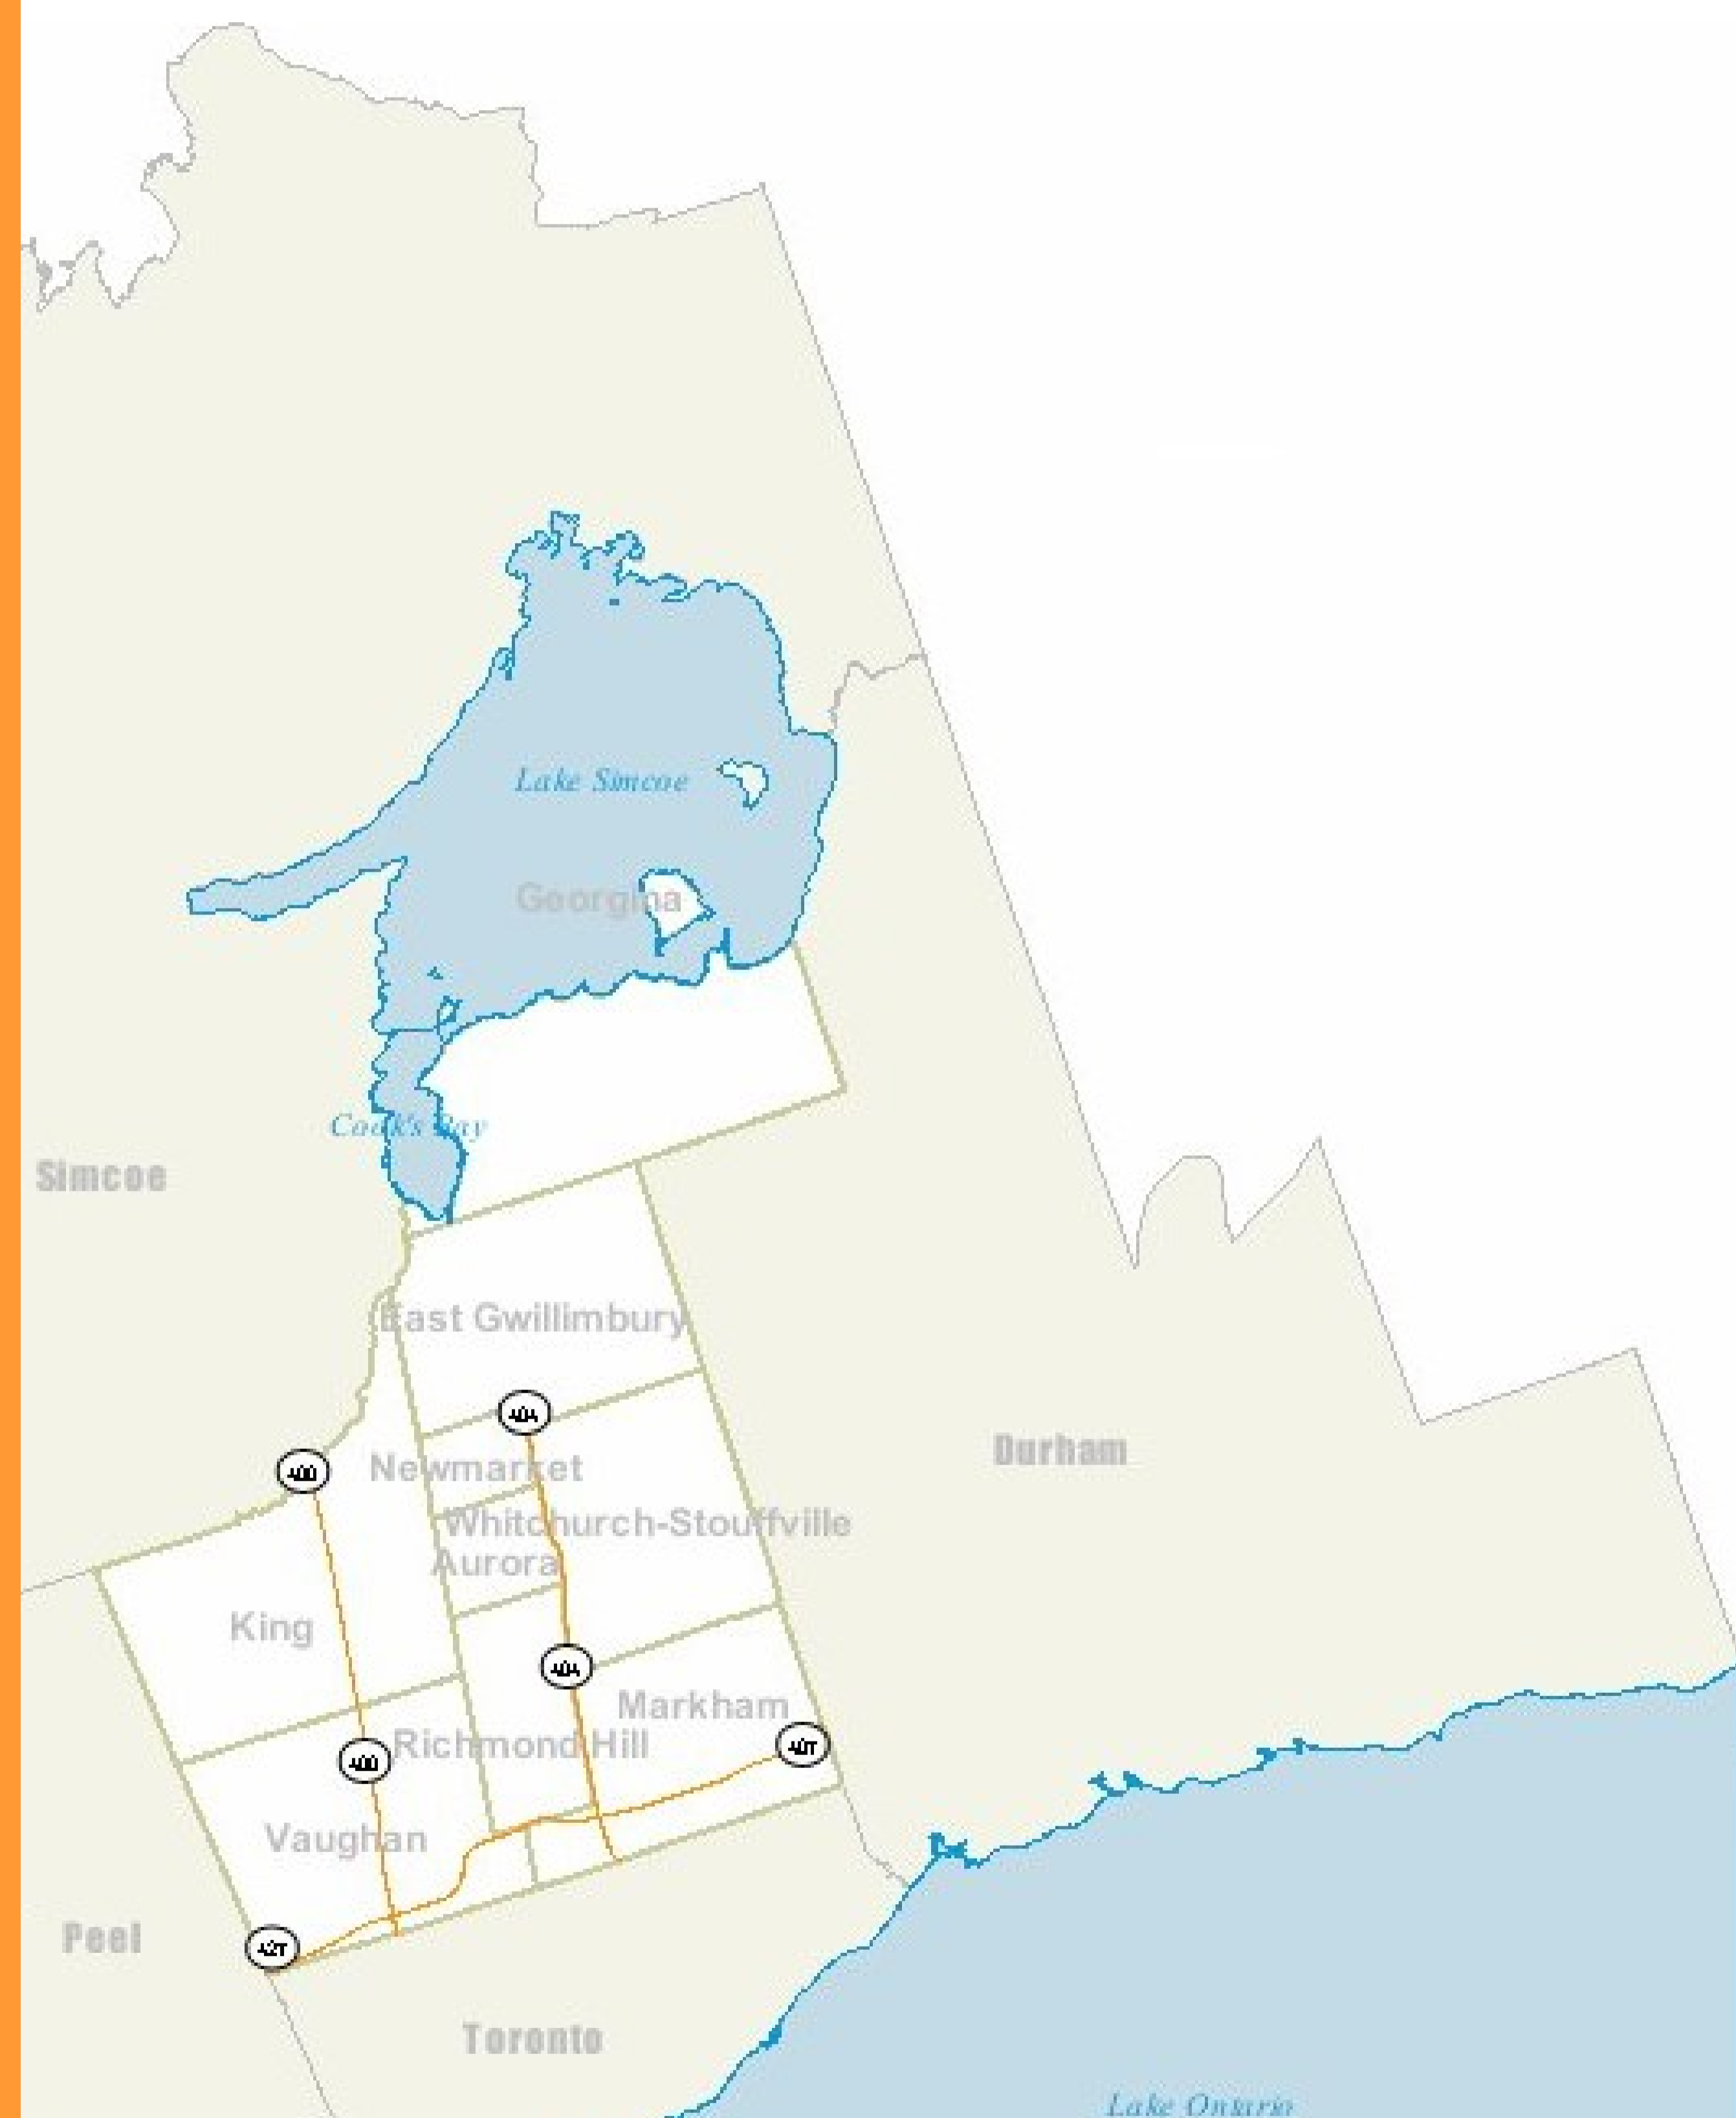 Lake Simcoe
Georgina
Cook's Bay
Simcoe
East Gwillimbury
404
Newmarket
400
Durham
Whitchurch-Stouffville
Aurora
King
404
Markham
Richmond Hill
407
400
Vaughan
Peel
427
Toronto
Lake Ontario